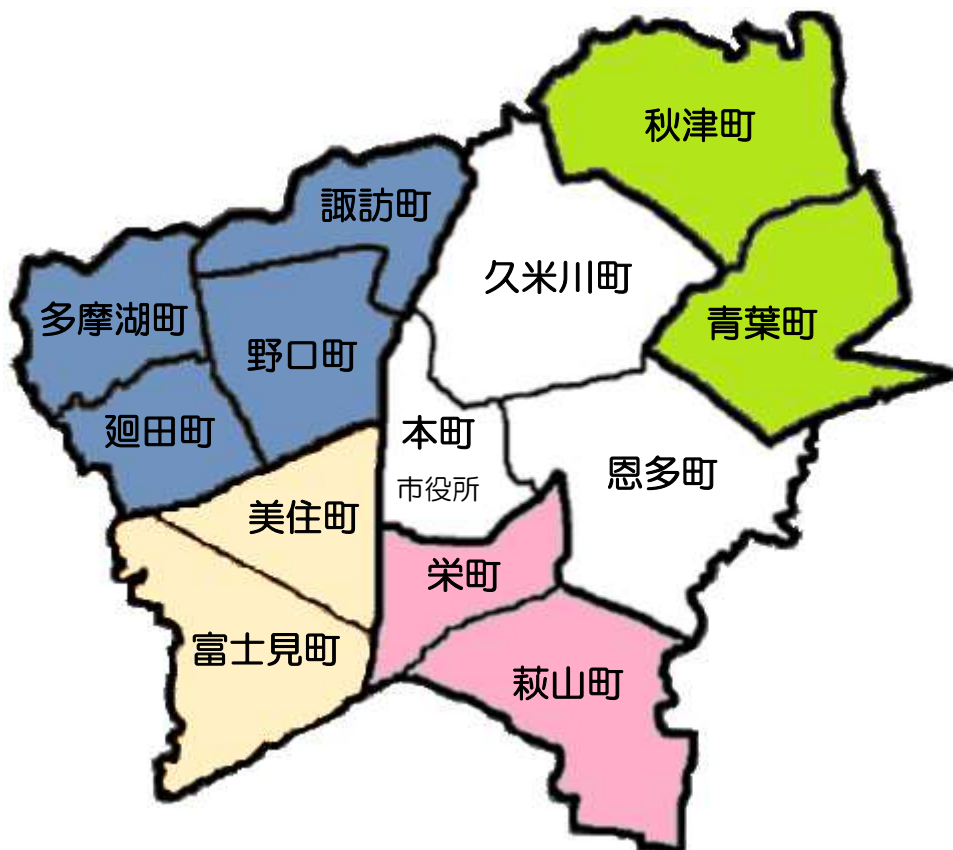 秋津町
諏訪町
久米川町
多摩湖町
青葉町
野口町
廻田町
本町
市役所
恩多町
美住町
栄町
富士見町
萩山町